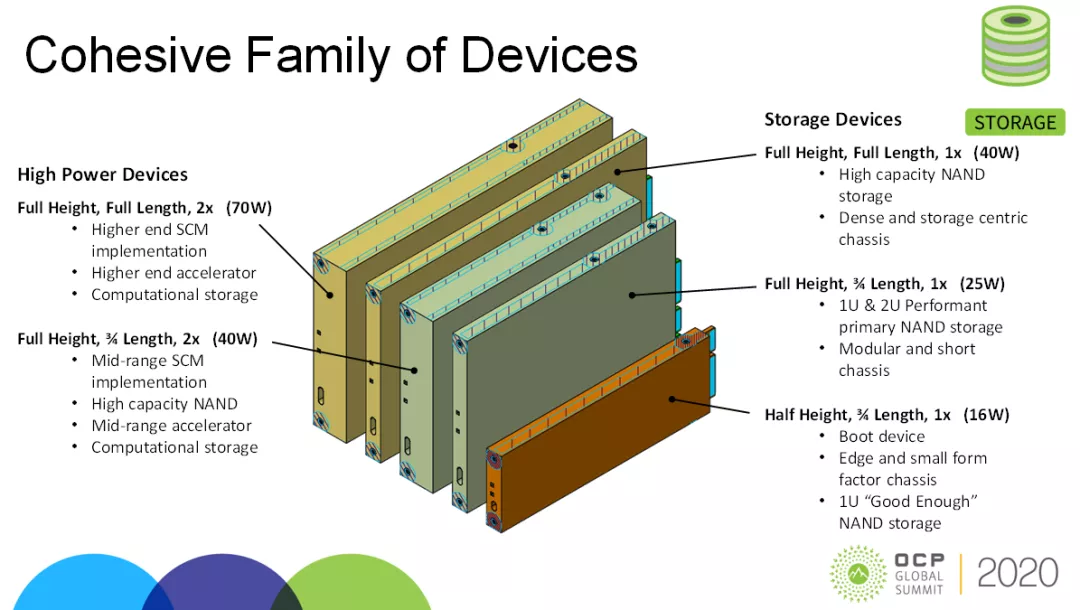 Cohesive Family of Devices
STORAGE
High Power Devices
Full Height, Full Length, 2x (70W)
• Higher end SCM
implementation
• Higher end accelerator
• Computational storage
Full Height, ¾ Length, 2x (40W)
• Mid-range SCM
implementation
• High capacity NAND
• Mid-range accelerator
• Computational storage
Storage Devices
Full Height, Full Length, 1x (40W)
• High capacity NAND
storage
• Dense and storage centric
chassis
Full Height, ¾ Length, 1x (25W)
• 1U & 2U Performant
primary NAND storage
• Modular and short
chassis
Half Height, ¾ Length, 1x (16W)
• Boot device
• Edge and small form
factor chassis
• 1U “Good Enough”
NAND storage
OCP
GLOBAL
SUMMIT
2020